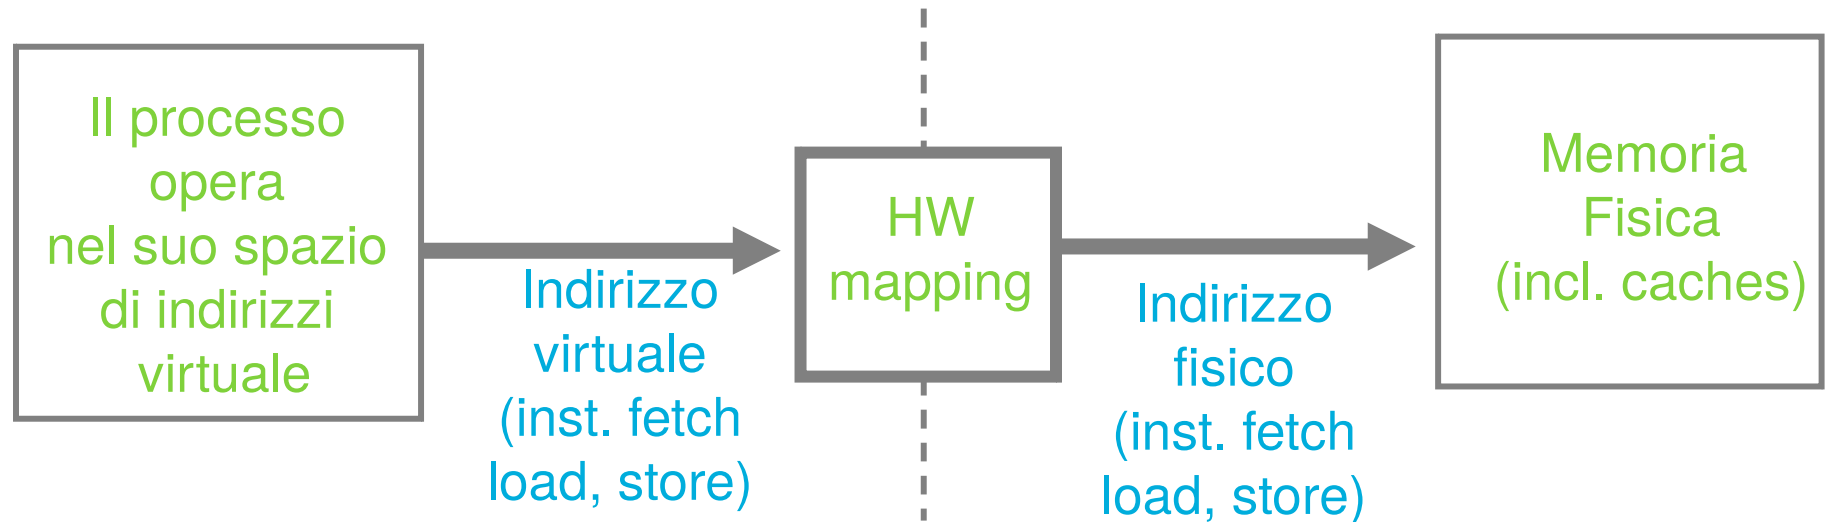 Il processo
opera
nel suo spazio
di indirizzi
virtuale
Indirizzo
virtuale
(inst. fetch
load, store)
HW
mapping
Indirizzo
fisico
(inst. fetch
load, store)
Memoria
Fisica
(incl. caches)